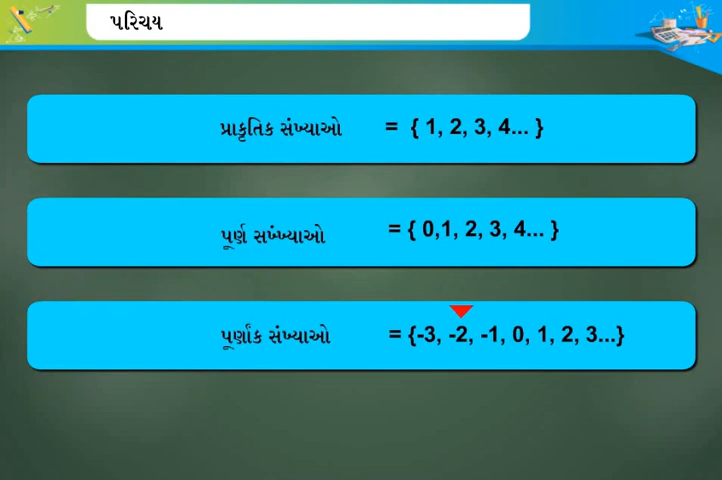 પરિચય
પ્રાકૃતિક સંખ્યાઓ = { 1, 2, 3, 4... }
પૂર્ણ સખંખ્યાઓ = { 0,1, 2, 3, 4... }
પૂર્ણાંક સંખ્યાઓ = {-3, -2, -1, 0, 1, 2, 3...}